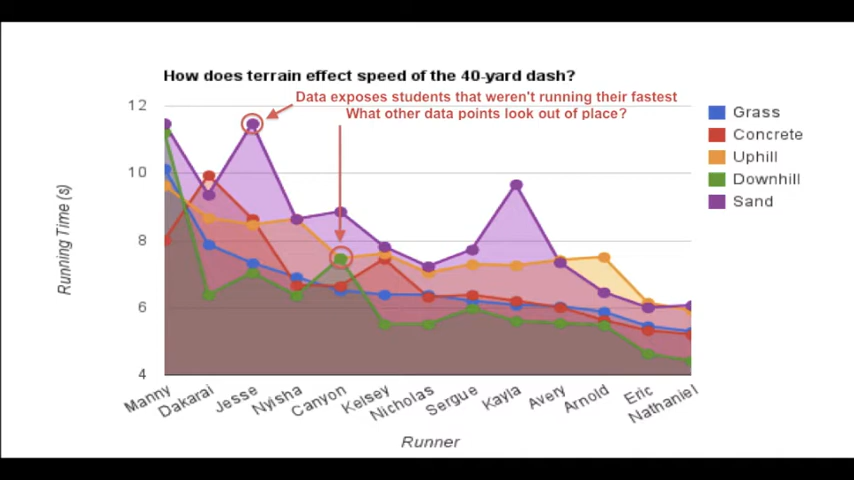 How does terrain effect speed of the 40-yard dash?
Data exposes students that weren't running their fastest
What other data points look out of place?
12
10
8
6
4
Running Time (s)
Grass
Concrete
Uphill
Downhill
Sand
Manny
Dakarai
Jesse
Nyisha
Canyon
Kelsey
Nicholas
Sergue
Kayla
Avery
Arnold
Eric
Nathaniel
Runner